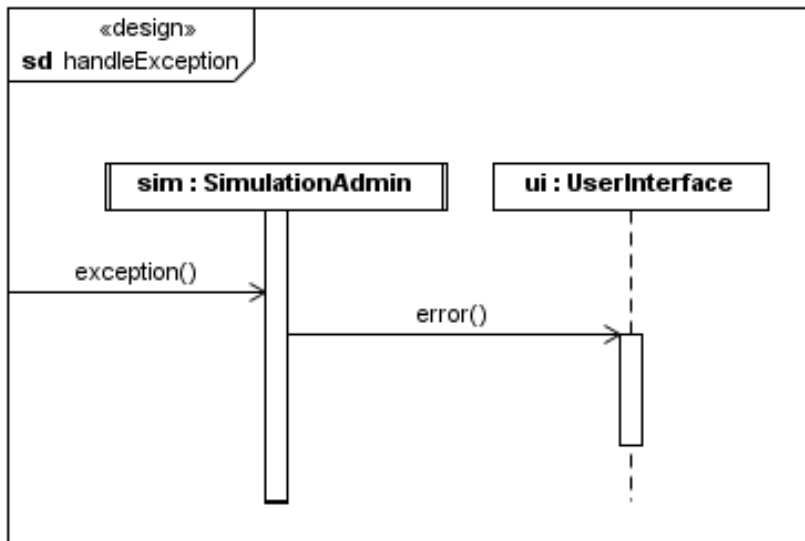 «design»
sd handleException
sim : SimulationAdmin
ui : UserInterface
exception()
error()